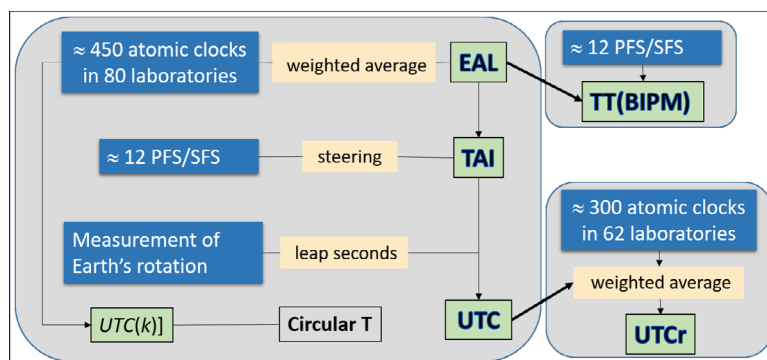 ≈ 450 atomic clocks
in 80 laboratories
weighted average
EAL
≈ 12 PFS/SFS
TT(BIPM)
≈ 12 PFS/SFS
steering
TAI
Measurement of
Earth's rotation
leap seconds
≈ 300 atomic clocks
in 62 laboratories
weighted average
UTCr
UTC(k)]
Circular T
UTC